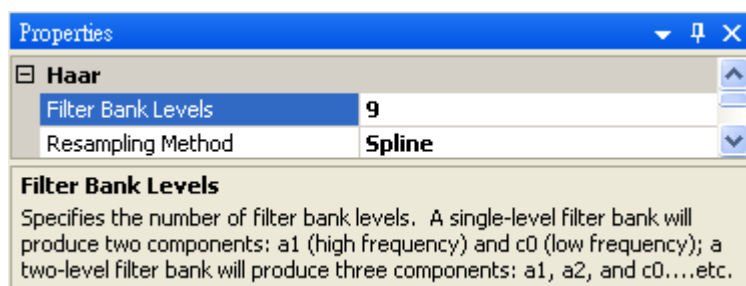 Properties
Haar
Filter Bank Levels 9
Resampling Method Spline
Filter Bank Levels
Specifies the number of filter bank levels. A single-level filter bank will
produce two components: a1 (high frequency) and c0 (low frequency); a
two-level filter bank will produce three components: a1, a2, and c0....etc.